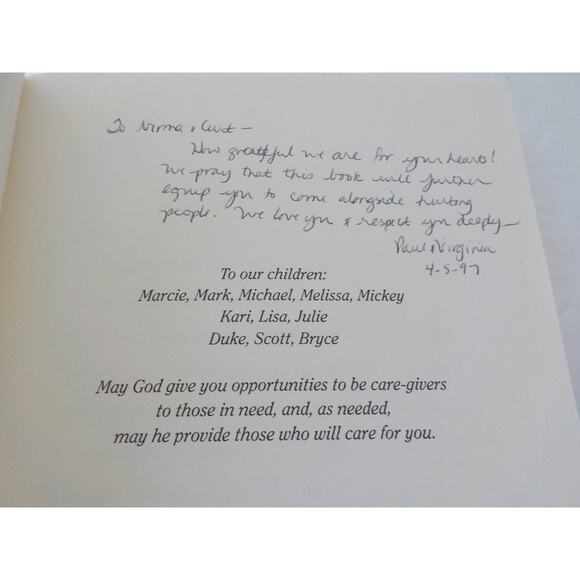 To Norma & Curt –
How grateful we are for your hearts!
We pray that this book will further
equip you to come alongside hurting
people. We love you & respect you deeply –
Paul & Virginia
4-5-97
To our children:
Marcie, Mark, Michael, Melissa, Mickey
Kari, Lisa, Julie
Duke, Scott, Bryce
May God give you opportunities to be care-givers
to those in need, and, as needed,
may he provide those who will care for you.